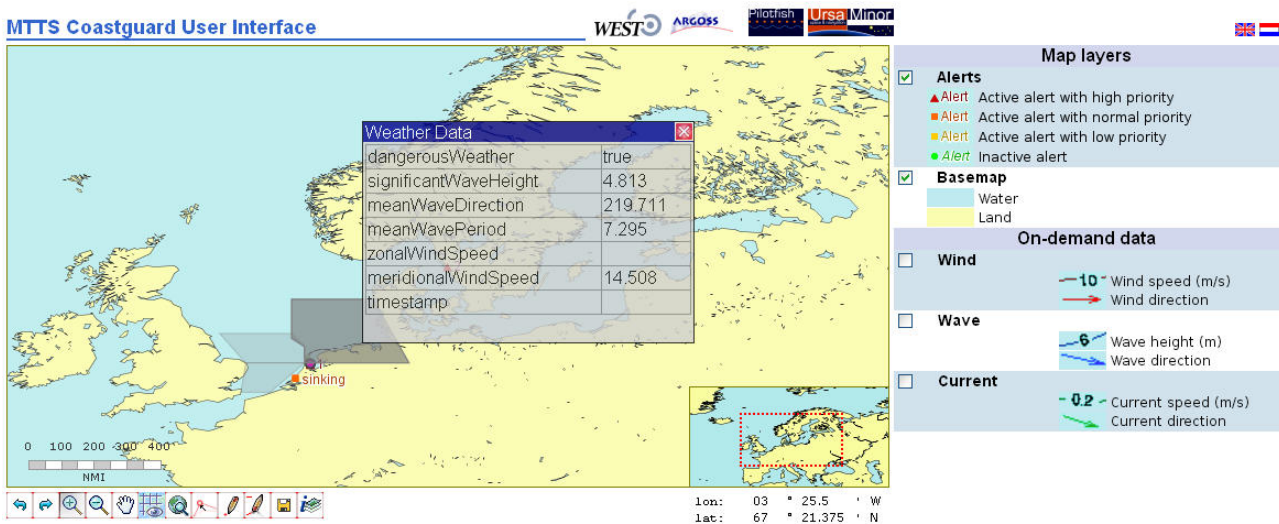 MTTS Coastguard User Interface
WEST ARGOSS Pilotfish Ursa Minor
Weather Data
dangerousWeather true
significantWaveHeight 4.813
meanWaveDirection 219.711
meanWavePeriod 7.295
zonalWindSpeed
meridionalWindSpeed 14.508
timestamp
sinking
0 100 200 300 400
NMI
lon: 03 ° 25.5 ' W
lat: 67 ° 21.375 ' N
Map layers
Alerts
Alert Active alert with high priority
Alert Active alert with normal priority
Alert Active alert with low priority
Alert Inactive alert
Basemap
Water
Land
On-demand data
Wind
10 Wind speed (m/s)
Wind direction
Wave
6 Wave height (m)
Wave direction
Current
0.2 Current speed (m/s)
Current direction